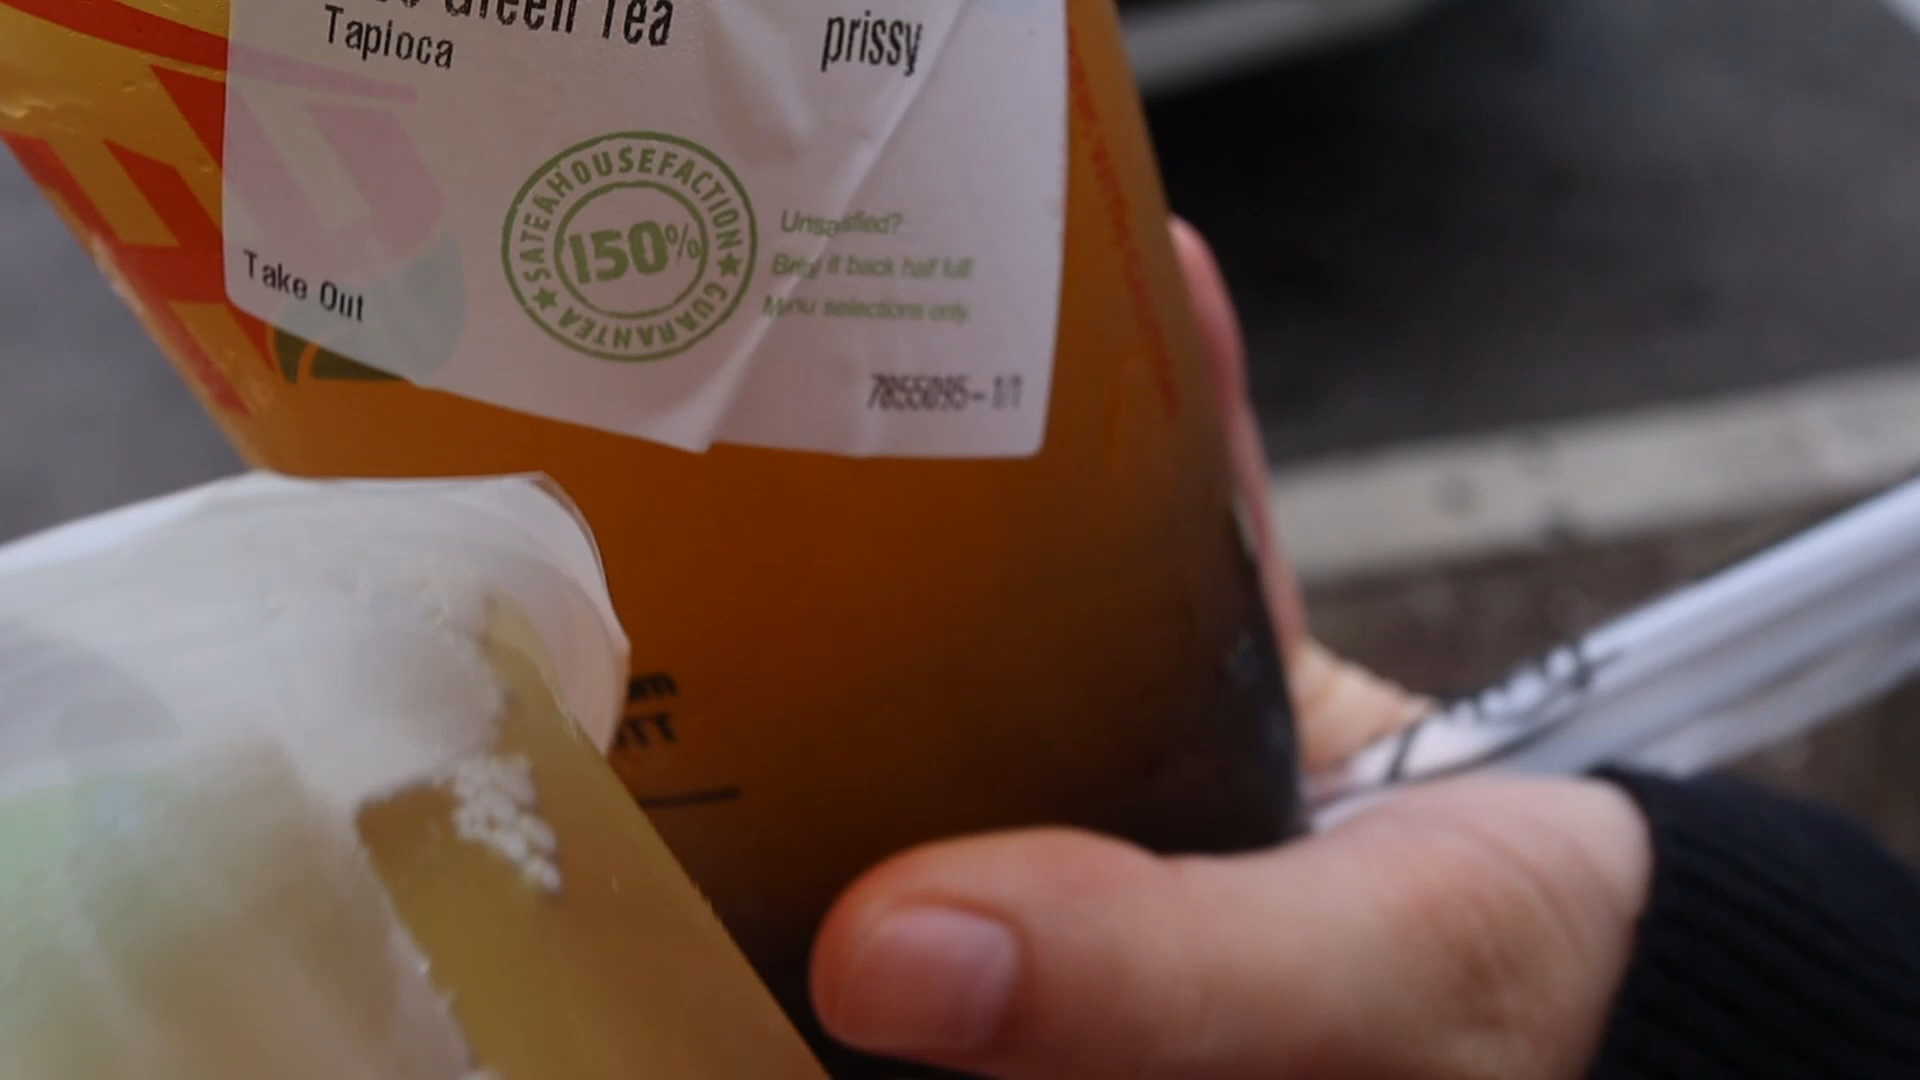 Green Tea
Tapioca
prissy
SATEAHOUSEFACTION
150%
GUARANTEA
Unsatisfied?
Bring it back half full
Menu selections only.
Take Out
7855095-1/1